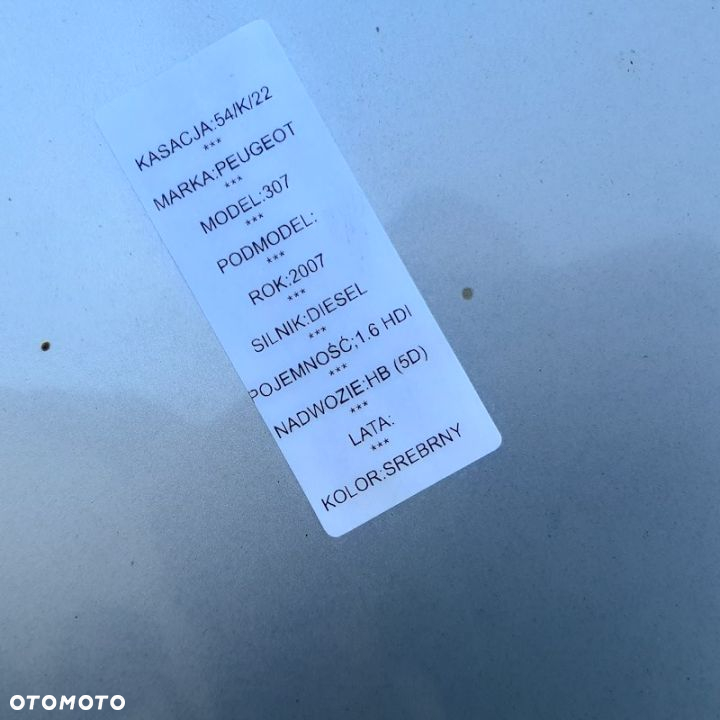 KASACJA:54/K/22
***
MARKA:PEUGEOT
***
MODEL:307
***
PODMODEL:
***
ROK:2007
***
SILNIK:DIESEL
***
POJEMNOŚĆ;1.6 HDI
***
NADWOZIE:HB (5D)
***
LATA:
***
KOLOR:SREBRNY
OTOMOTO